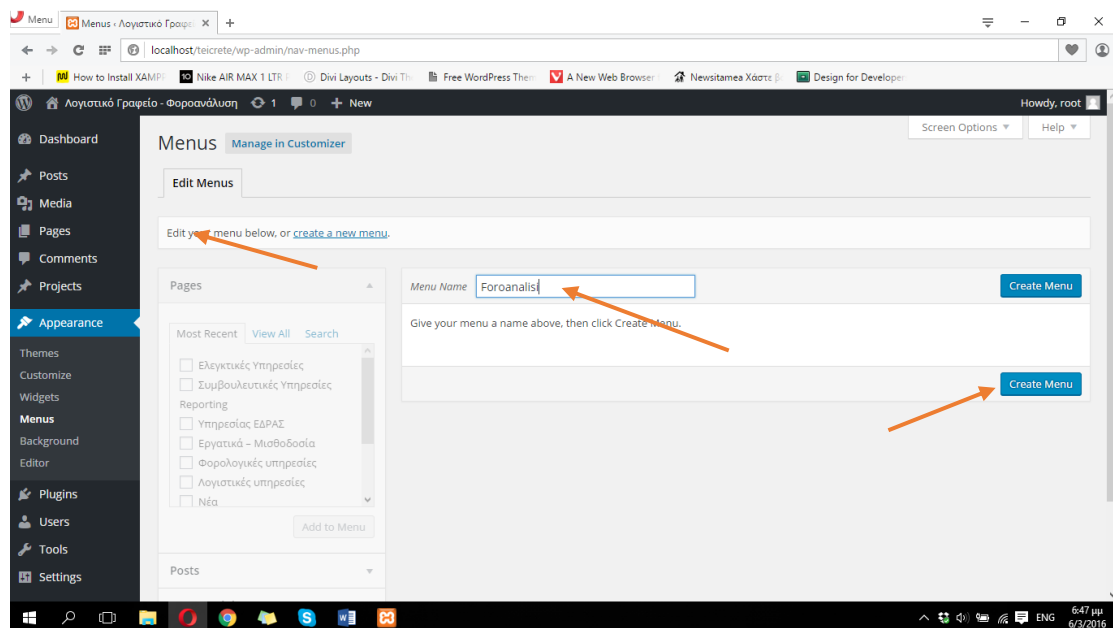 Menu
Menus ‹ Λογιστικό Γραφεί
localhost/teicrete/wp-admin/nav-menus.php
How to Install XAMPP
Nike AIR MAX 1 LTR
Divi Layouts - Divi Th
Free WordPress Them
A New Web Browser
Newsitamea Χάστε β
Design for Developer
Λογιστικό Γραφείο - Φοροανάλυση
1
0
+ New
Howdy, root
Dashboard
Posts
Media
Pages
Comments
Projects
Appearance
Themes
Customize
Widgets
Menus
Background
Editor
Plugins
Users
Tools
Settings
Screen Options
Help
Menus
Manage in Customizer
Edit Menus
Edit your menu below, or create a new menu.
Pages
Most Recent
View All
Search
Ελεγκτικές Υπηρεσίες
Συμβουλευτικές Υπηρεσίες
Reporting
Υπηρεσίας ΕΔΡΑΣ
Εργατικά – Μισθοδοσία
Φορολογικές υπηρεσίες
Λογιστικές υπηρεσίες
Νέα
Add to Menu
Posts
Menu Name
Foroanalisi
Create Menu
Give your menu a name above, then click Create Menu.
Create Menu
ENG
6:47 μμ
6/3/2016